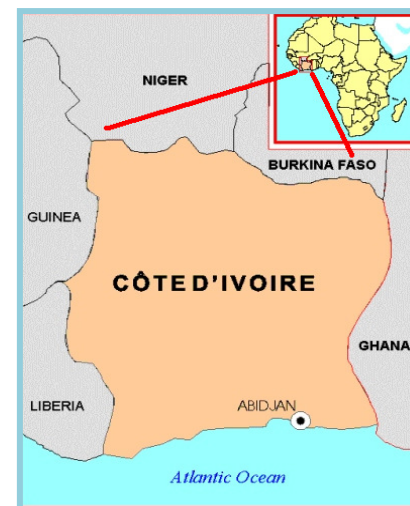 NIGER
BURKINA FASO
GUINEA
CÔTE D'IVOIRE
GHANA
LIBERIA
ABIDJAN
Atlantic Ocean